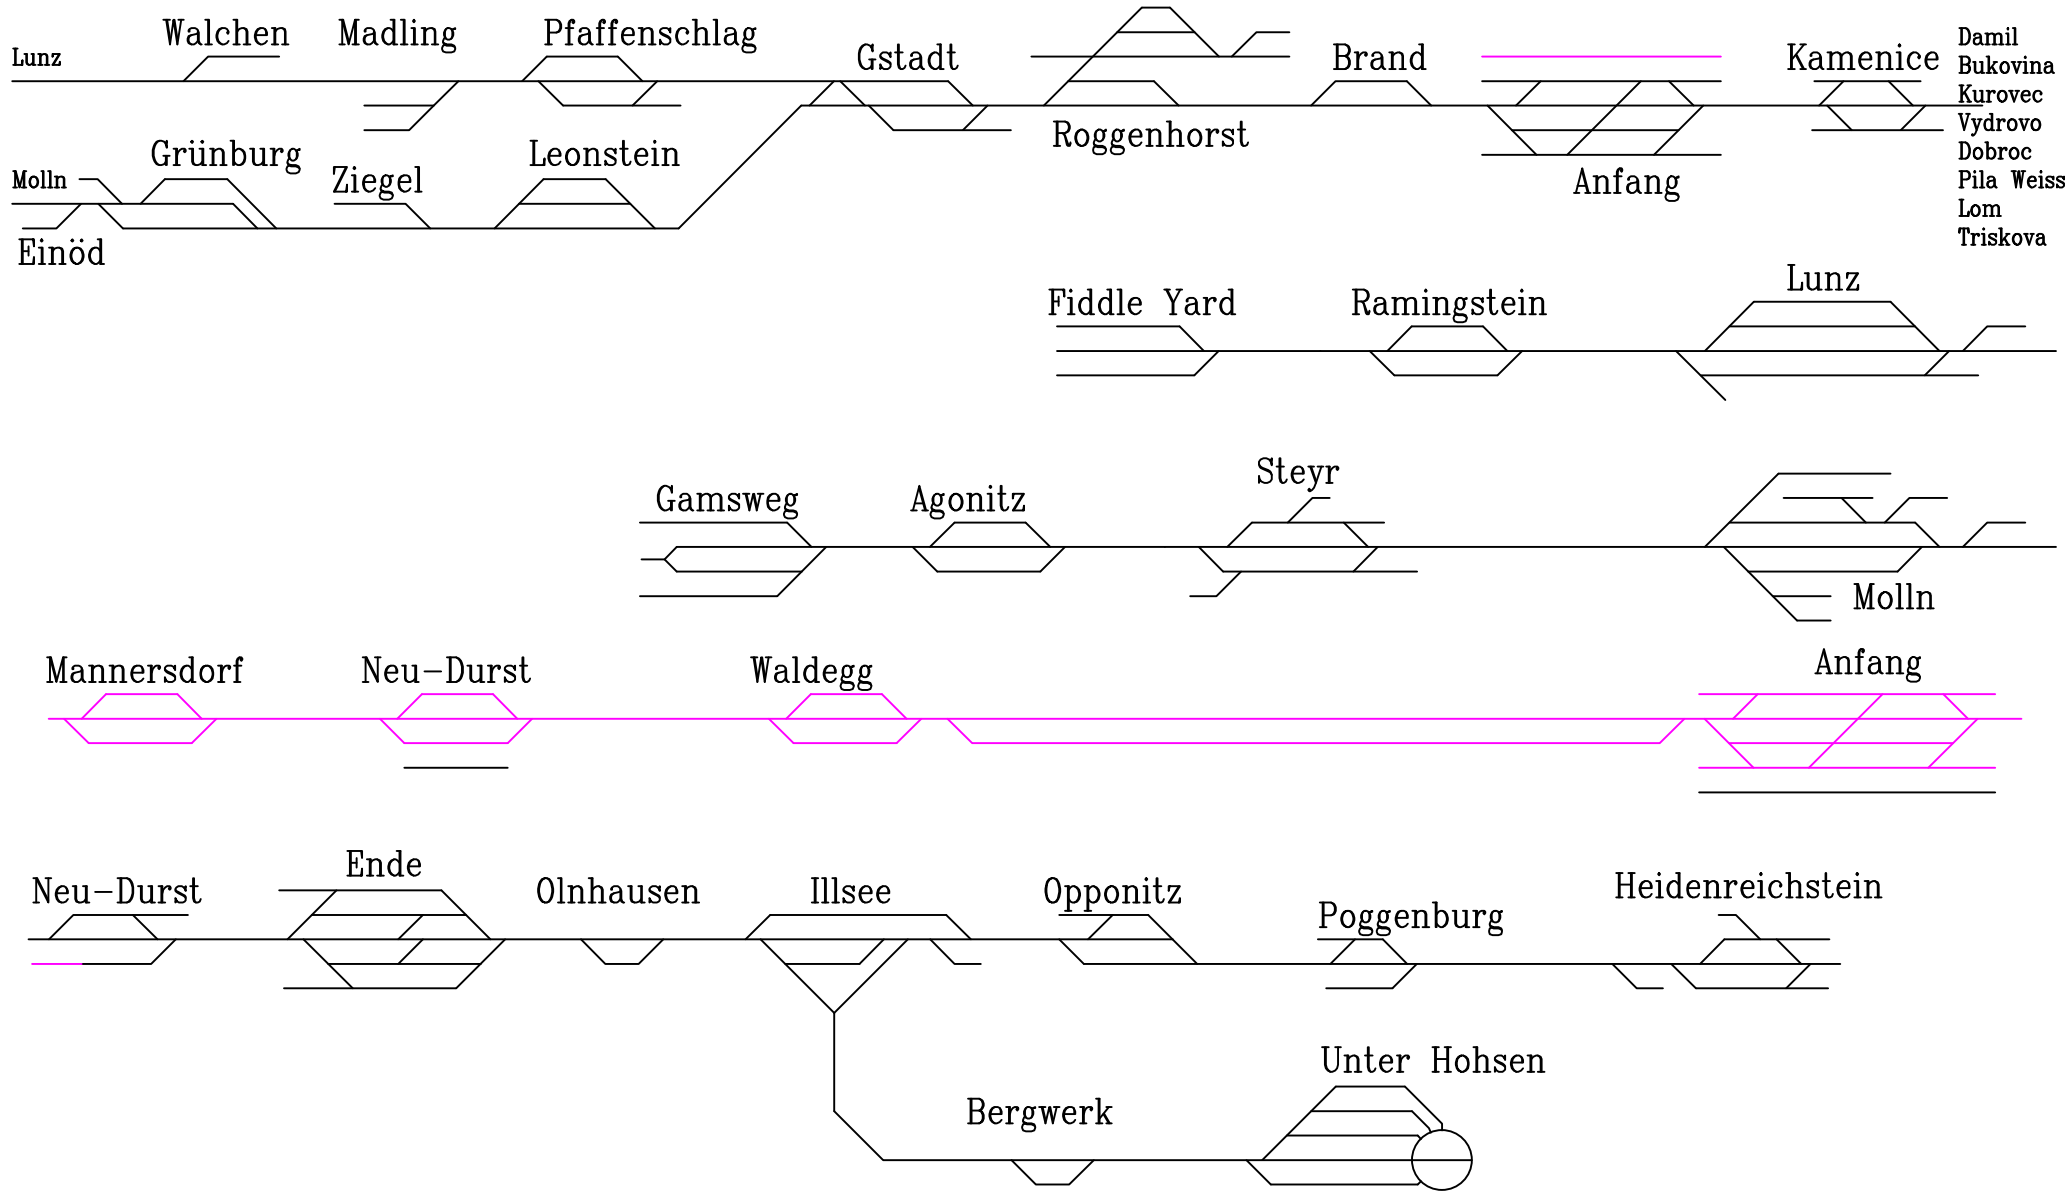 Lunz
Walchen
Madling
Pfaffenschlag
Gstadt
Brand
Kamenice
Damil
Bukovina
Kurovec
Vydrovo
Dobroc
Pila Weiss
Lom
Triskova
Roggenhorst
Anfang
Molln
Grünburg
Ziegel
Leonstein
Einöd
Fiddle Yard
Ramingstein
Lunz
Gamsweg
Agonitz
Steyr
Molln
Mannersdorf
Neu-Durst
Waldegg
Anfang
Neu-Durst
Ende
Olnhausen
Illsee
Opponitz
Poggenburg
Heidenreichstein
Bergwerk
Unter Hohsen